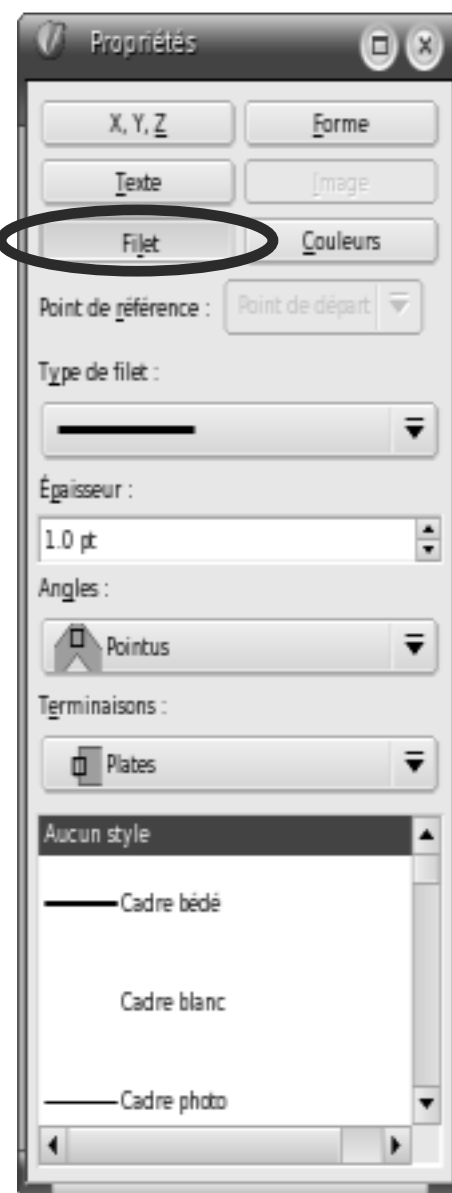 Propriétés
X, Y, Z
Forme
Texte
Image
Filet
Couleurs
Point de référence :
Point de départ
Type de filet :
Épaisseur :
1.0 pt
Angles :
Pointus
Terminaisons :
Plates
Aucun style
Cadre bédé
Cadre blanc
Cadre photo